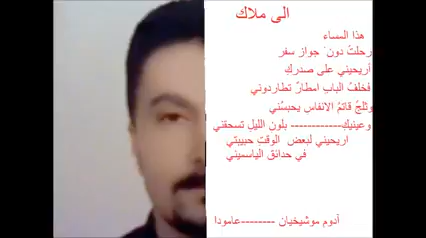 الى ملاك
هذا المساء
رحلتُ دون َ جواز سفر
أريحيني على صدركِ
فخلفُ البابِ امطارٌ تطاردوني
وثلجٌ قاتمُ الانفاس يحبسُني
وعينيكِ------------ بلون الليلِ تسحقني
اريحيني لبعض الوقتِ حبيبتي
في حدائق الياسميني
آدوم موشيخيان --------عامودا